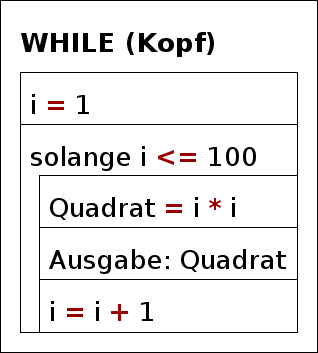 WHILE (Kopf)
i = 1
solange i <= 100
Quadrat = i * i
Ausgabe: Quadrat
i = i + 1